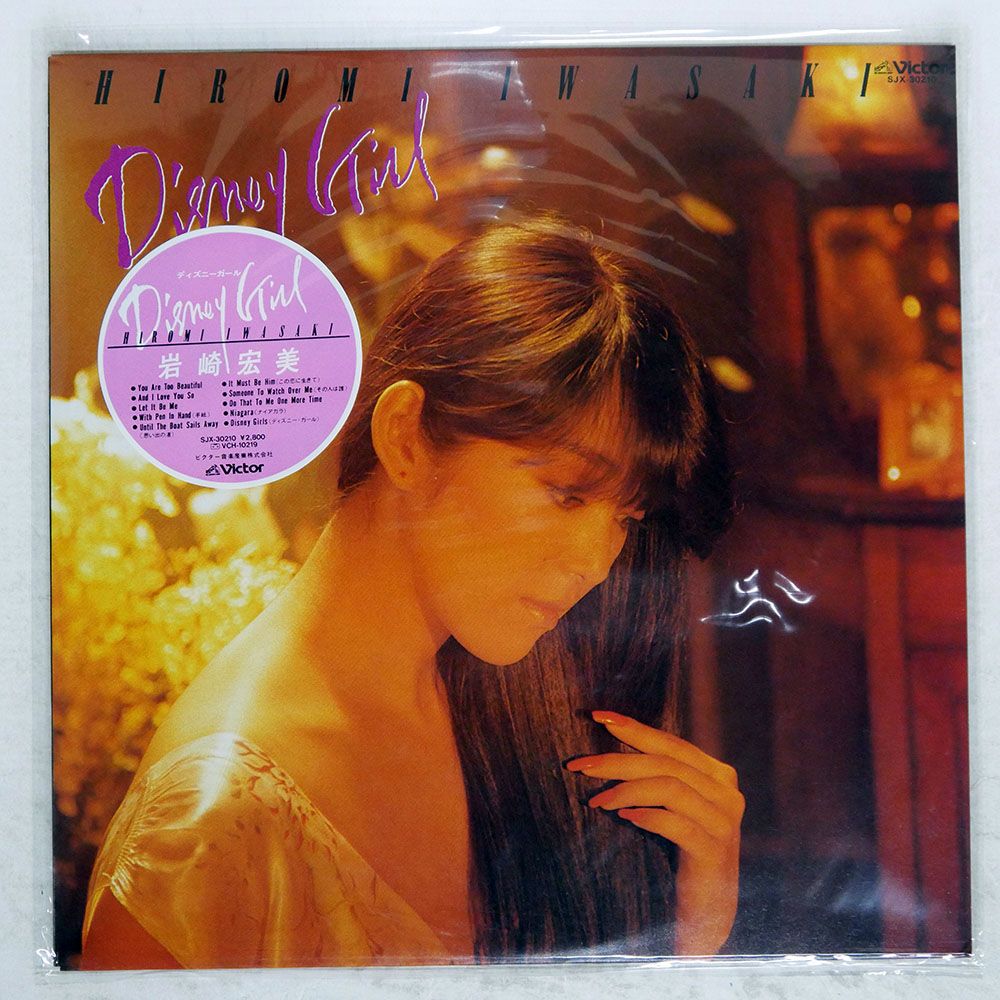 HIROMI IWASAKI
Victor
SJX-30210
Disney Girl
ディズニーガール
Disney Girl
HIROMI IWASAKI
岩崎宏美
● You Are Too Beautiful
● And I Love You So
● Let It Be Me
● With Pen In Hand (手紙)
● Until The Boat Sails Away
(思い出の渚)
● It Must Be Him (この恋に生きて)
● Someone To Watch Over Me (その人は誰)
● Do That To Me One More Time
● Niagara (ナイアガラ)
● Disney Girls (ディズニー・ガール)
SJX-30210 ¥2,800
VCH-10219
ビクター音楽産業株式会社
Victor